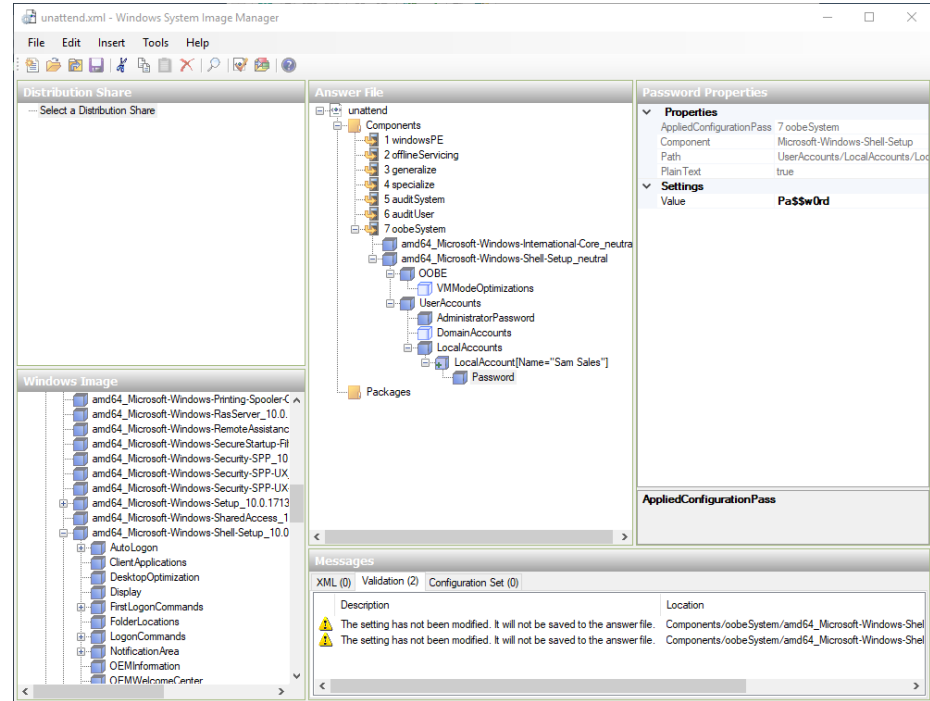 unattend.xml - Windows System Image Manager
File Edit Insert Tools Help
Distribution Share
Select a Distribution Share
Windows Image
amd64_Microsoft-Windows-Printing-Spooler-C
amd64_Microsoft-Windows-RasServer_10.0.
amd64_Microsoft-Windows-RemoteAssistanc
amd64_Microsoft-Windows-SecureStartup-Filt
amd64_Microsoft-Windows-Security-SPP_10
amd64_Microsoft-Windows-Security-SPP-UX_
amd64_Microsoft-Windows-Security-SPP-UX-
amd64_Microsoft-Windows-Setup_10.0.1713
amd64_Microsoft-Windows-SharedAccess_1
amd64_Microsoft-Windows-Shell-Setup_10.0
AutoLogon
ClientApplications
DesktopOptimization
Display
FirstLogonCommands
FolderLocations
LogonCommands
NotificationArea
OEMInformation
OEMWelcomeCenter
Answer File
unattend
Components
1 windowsPE
2 offlineServicing
3 generalize
4 specialize
5 auditSystem
6 auditUser
7 oobeSystem
amd64_Microsoft-Windows-International-Core_neutra
amd64_Microsoft-Windows-Shell-Setup_neutral
OOBE
VMModeOptimizations
UserAccounts
AdministratorPassword
DomainAccounts
LocalAccounts
LocalAccount[Name="Sam Sales"]
Password
Packages
Password Properties
Properties
AppliedConfigurationPass 7 oobeSystem
Component Microsoft-Windows-Shell-Setup
Path UserAccounts/LocalAccounts/Loc
PlainText true
Settings
Value Pa$$w0rd
AppliedConfigurationPass
Messages
XML (0) Validation (2) Configuration Set (0)
Description Location
The setting has not been modified. It will not be saved to the answer file. Components/oobeSystem/amd64_Microsoft-Windows-Shel
The setting has not been modified. It will not be saved to the answer file. Components/oobeSystem/amd64_Microsoft-Windows-Shel